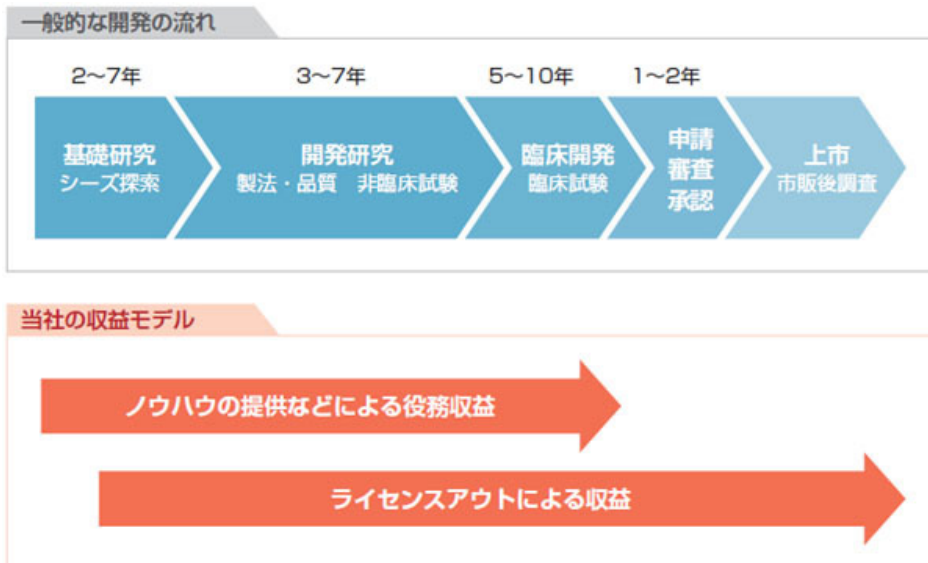 一般的な開発の流れ
2〜7年
3〜7年
5〜10年
1〜2年
基礎研究
シーズ探索
開発研究
製法・品質 非臨床試験
臨床開発
臨床試験
申請
審査
承認
上市
市販後調査
当社の収益モデル
ノウハウの提供などによる役務収益
ライセンスアウトによる収益